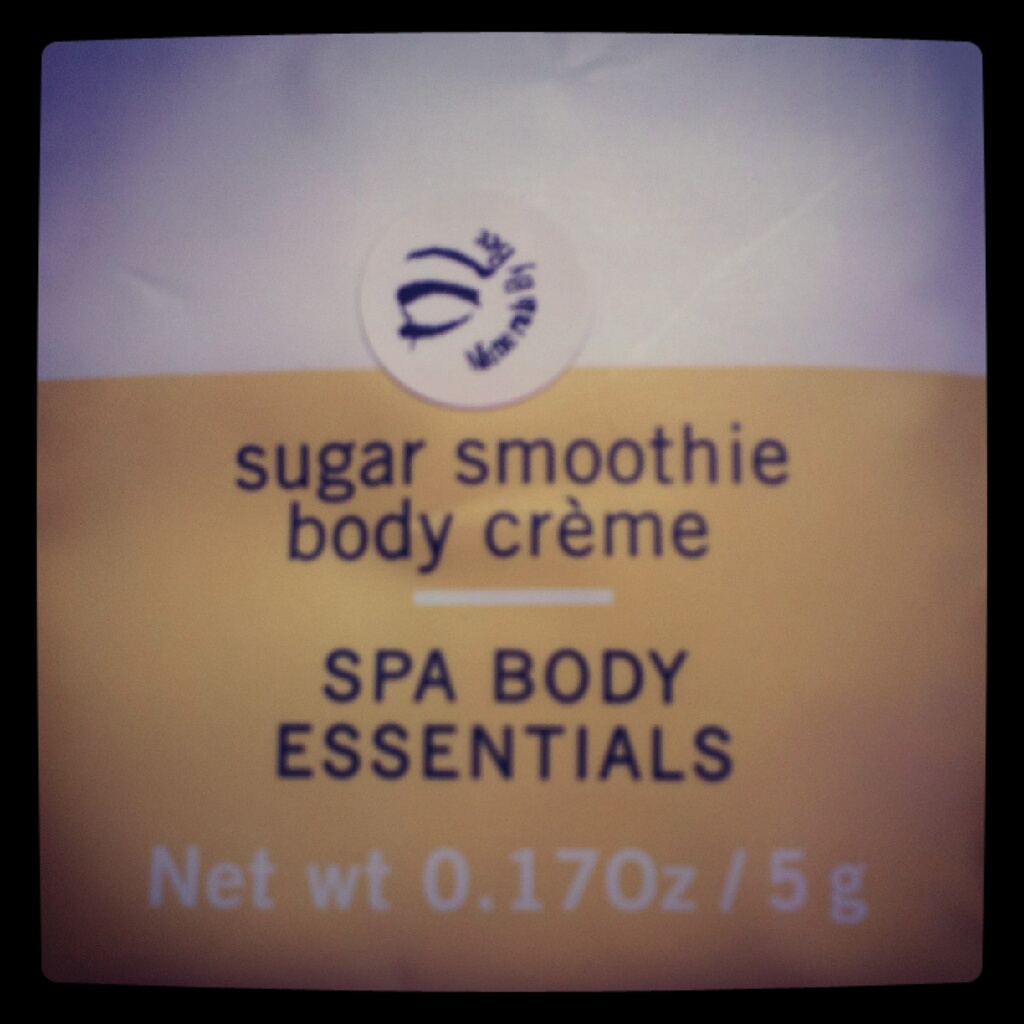 sugar smoothie
body crème
SPA BODY
ESSENTIALS
Net wt 0.17Oz / 5 g